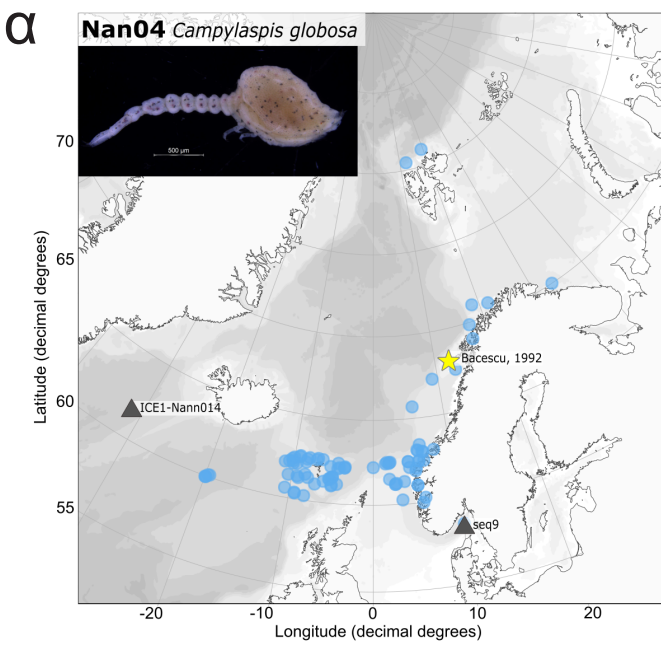 α
Nan04 Campylaspis globosa
500 µm
70
65
60
55
Latitude (decimal degrees)
Bacescu, 1992
ICE1-Nann014
seq9
-20
-10
0
10
20
Longitude (decimal degrees)